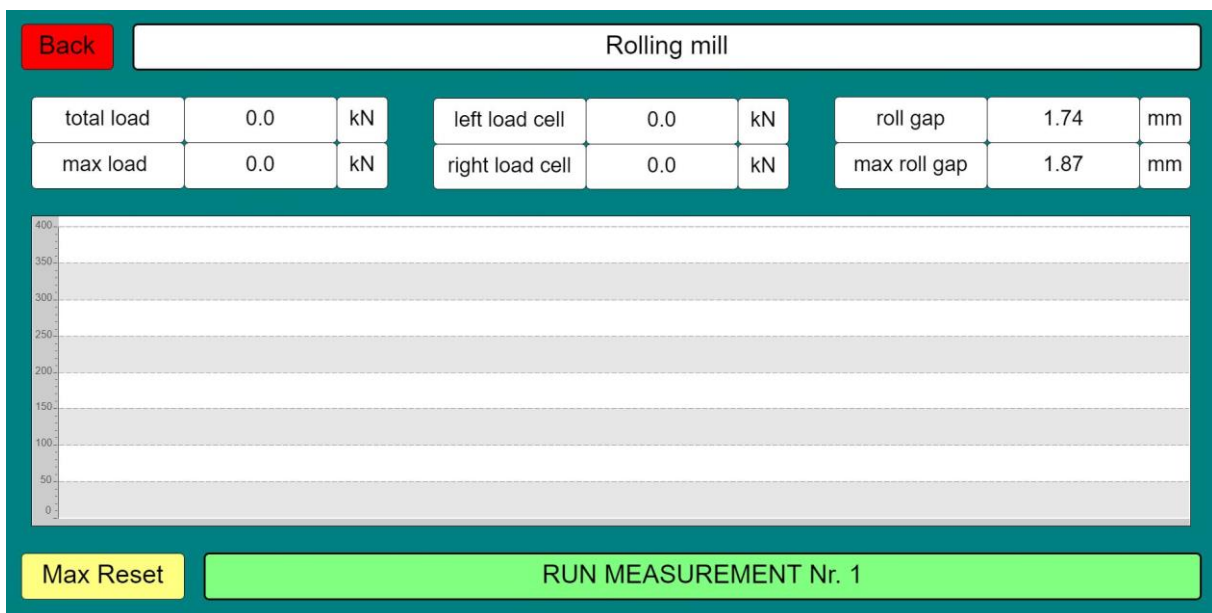 Back
Rolling mill
total load 0.0 kN
left load cell 0.0 kN
roll gap 1.74 mm
max load 0.0 kN
right load cell 0.0 kN
max roll gap 1.87 mm
400
350
300
250
200
150
100
50
0
Max Reset
RUN MEASUREMENT Nr. 1